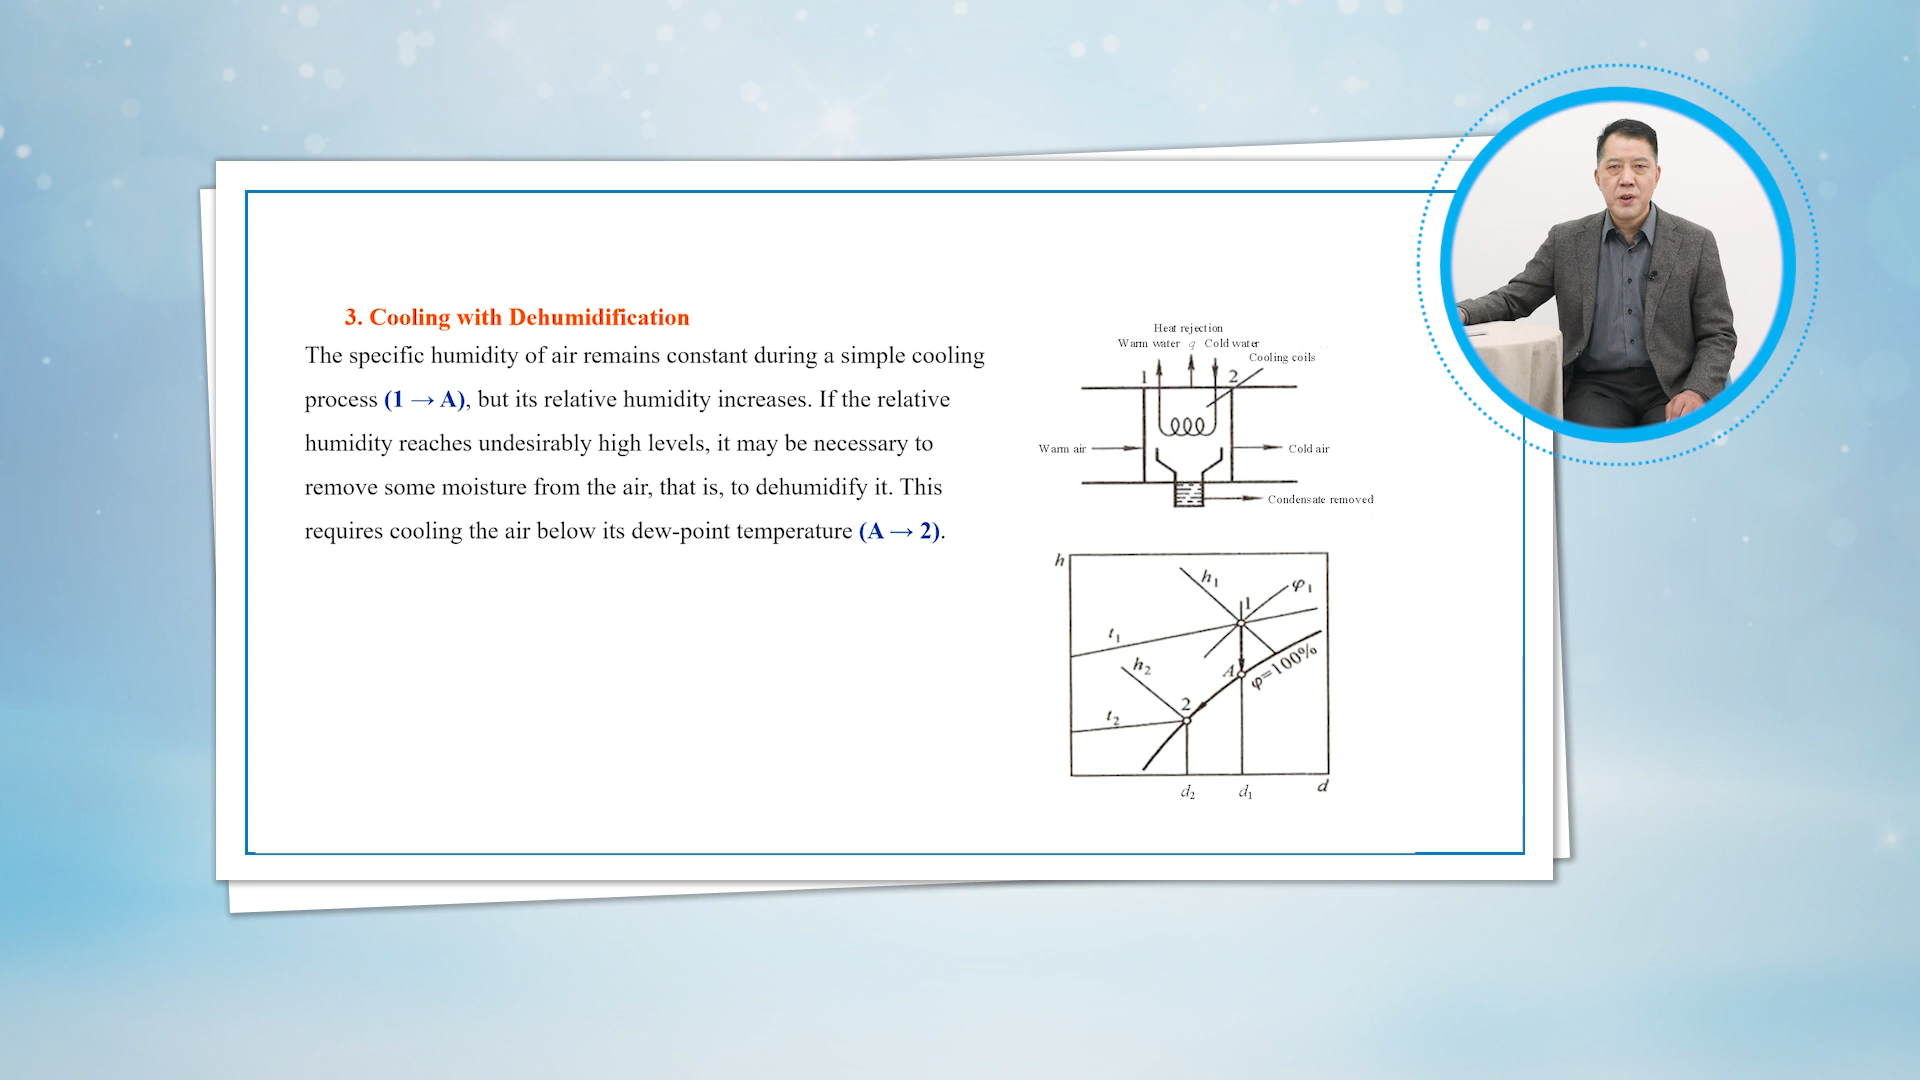 3. Cooling with Dehumidification
The specific humidity of air remains constant during a simple cooling
process (1 → A), but its relative humidity increases. If the relative
humidity reaches undesirably high levels, it may be necessary to
remove some moisture from the air, that is, to dehumidify it. This
requires cooling the air below its dew-point temperature (A → 2).
Heat rejection
Warm water q Cold water
Cooling coils
1 2
Warm air
Cold air
Condensate removed
h
h₁
φ₁
1
t₁
h₂
A
φ=100%
2
t₂
d₂ d₁ d